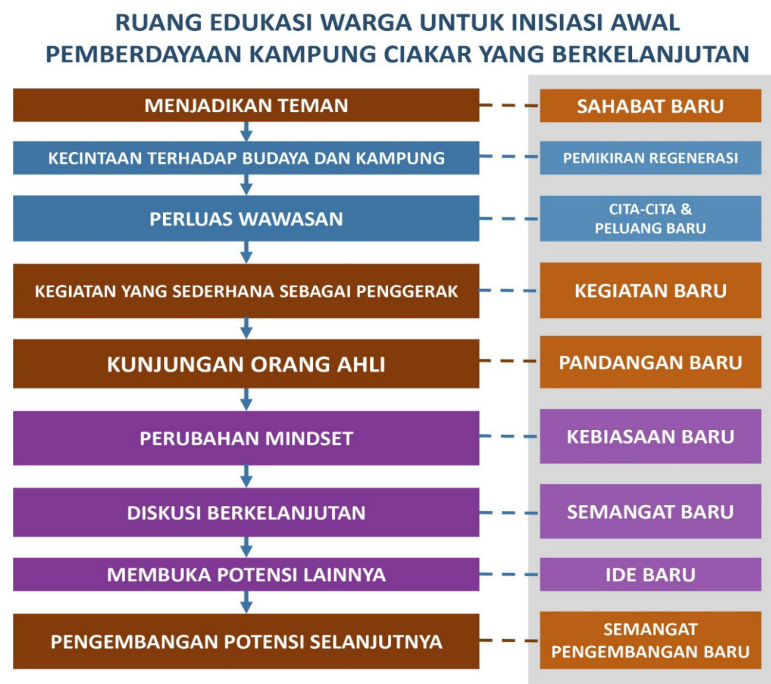 RUANG EDUKASI WARGA UNTUK INISIASI AWAL
PEMBERDAYAAN KAMPUNG CIAKAR YANG BERKELANJUTAN
MENJADIKAN TEMAN
SAHABAT BARU
KECINTAAN TERHADAP BUDAYA DAN KAMPUNG
PEMIKIRAN REGENERASI
PERLUAS WAWASAN
CITA-CITA &
PELUANG BARU
KEGIATAN YANG SEDERHANA SEBAGAI PENGGERAK
KEGIATAN BARU
KUNJUNGAN ORANG AHLI
PANDANGAN BARU
PERUBAHAN MINDSET
KEBIASAAN BARU
DISKUSI BERKELANJUTAN
SEMANGAT BARU
MEMBUKA POTENSI LAINNYA
IDE BARU
PENGEMBANGAN POTENSI SELANJUTNYA
SEMANGAT
PENGEMBANGAN BARU